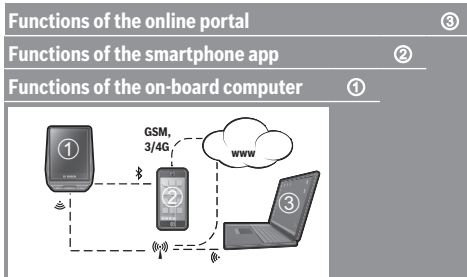 Functions of the online portal ③
Functions of the smartphone app ②
Functions of the on-board computer ①
GSM,
3/4G
www
①
②
③